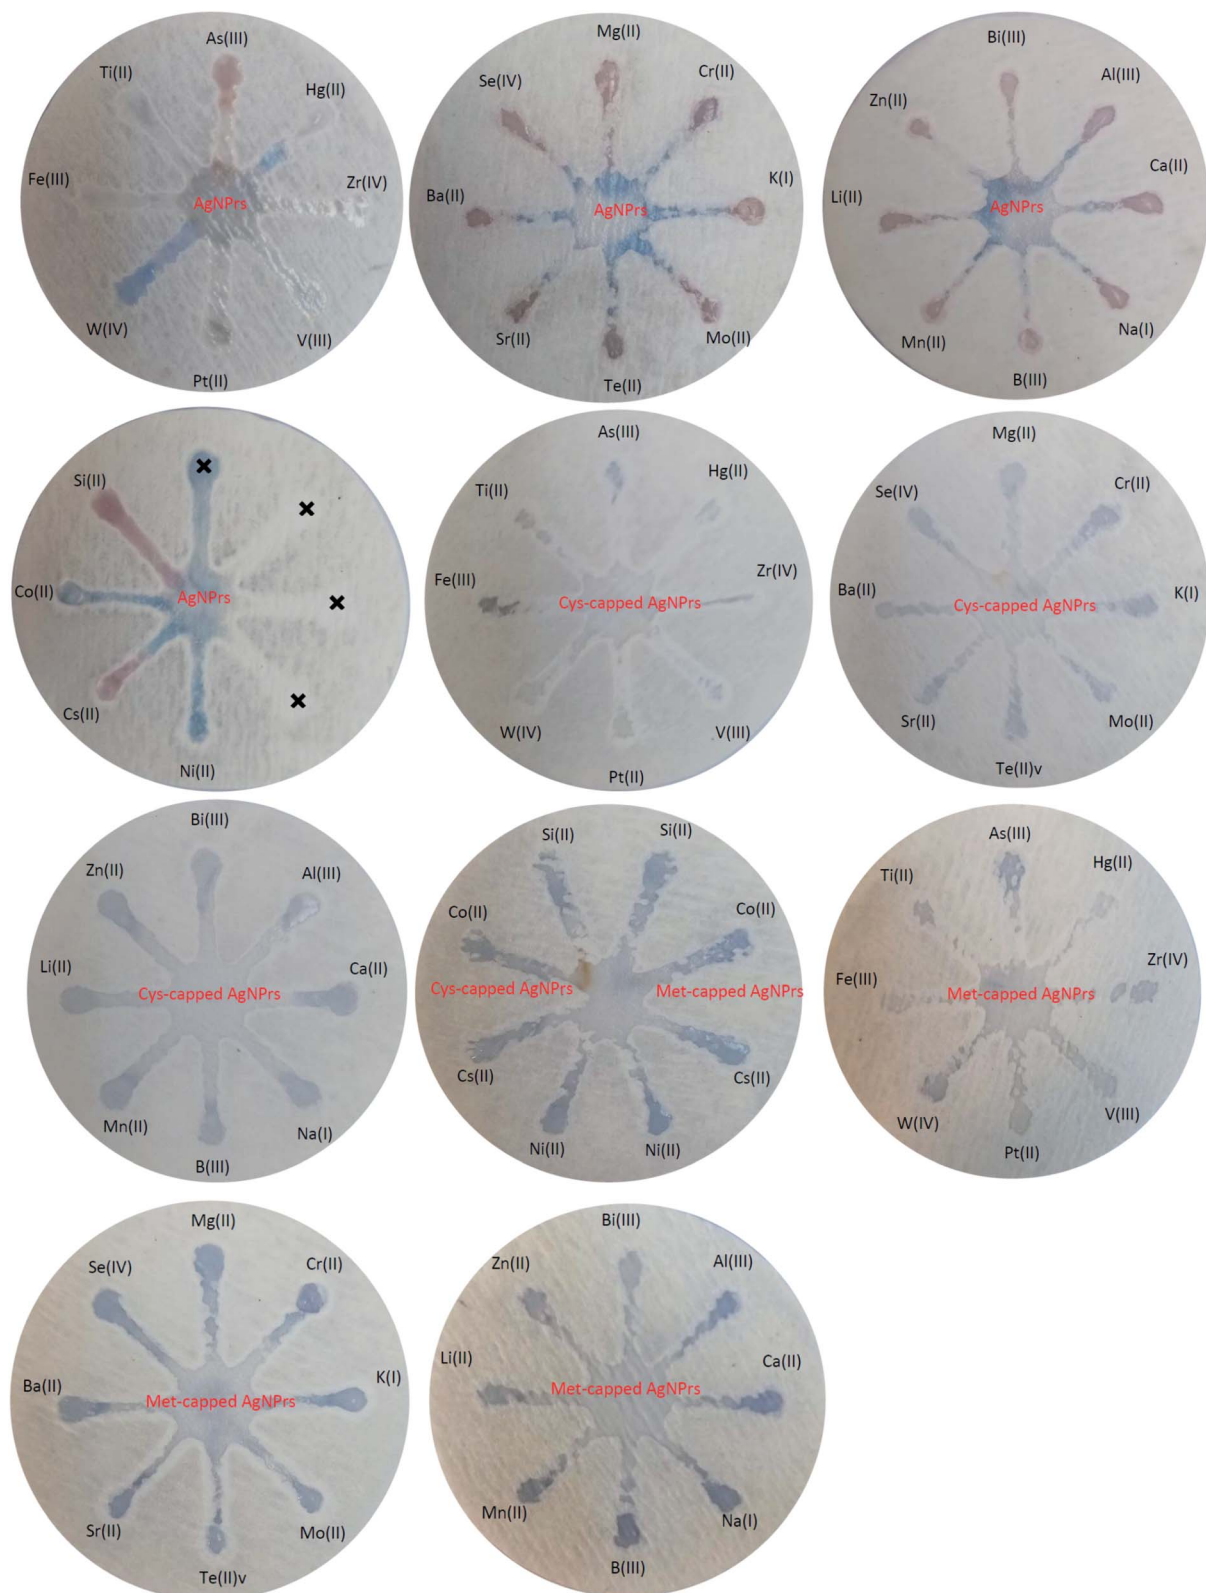 As(III)
Ti(II)
Hg(II)
Fe(III)
Zr(IV)
AgNPrs
W(IV)
V(III)
Pt(II)
Mg(II)
Se(IV)
Cr(II)
Ba(II)
K(I)
AgNPrs
Sr(II)
Mo(II)
Te(II)
Bi(III)
Zn(II)
Al(III)
Li(II)
Ca(II)
AgNPrs
Mn(II)
Na(I)
B(III)
Si(II)
Co(II)
AgNPrs
Cs(II)
Ni(II)
As(III)
Ti(II)
Hg(II)
Fe(III)
Zr(IV)
Cys-capped AgNPrs
W(IV)
V(III)
Pt(II)
Mg(II)
Se(IV)
Cr(II)
Ba(II)
K(I)
Cys-capped AgNPrs
Sr(II)
Mo(II)
Te(II)v
Bi(III)
Zn(II)
Al(III)
Li(II)
Ca(II)
Cys-capped AgNPrs
Mn(II)
Na(I)
B(III)
Si(II)
Si(II)
Co(II)
Co(II)
Cys-capped AgNPrs
Met-capped AgNPrs
Cs(II)
Cs(II)
Ni(II)
Ni(II)
As(III)
Ti(II)
Hg(II)
Fe(III)
Zr(IV)
Met-capped AgNPrs
W(IV)
V(III)
Pt(II)
Mg(II)
Se(IV)
Cr(II)
Ba(II)
K(I)
Met-capped AgNPrs
Sr(II)
Mo(II)
Te(II)v
Bi(III)
Zn(II)
Al(III)
Li(II)
Ca(II)
Met-capped AgNPrs
Mn(II)
Na(I)
B(III)